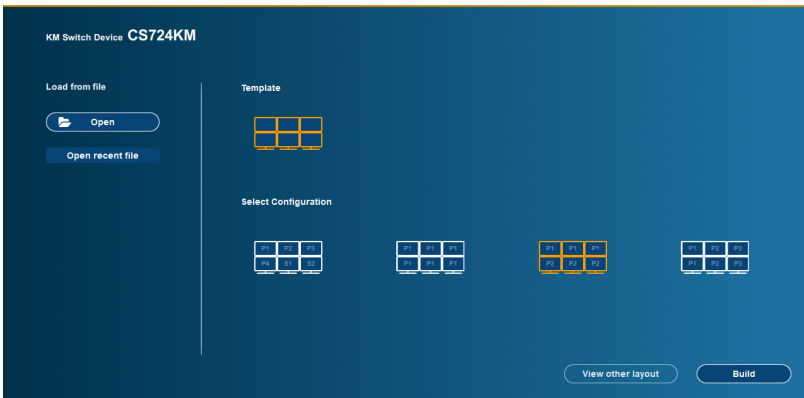 KM Switch Device CS724KM
Load from file
Open
Open recent file
Template
Select Configuration
P1 P2 P3
P4 S1 S2
P1 P1 P1
P1 P1 P1
P1 P1 P1
P2 P2 P2
P1 P2 P3
P1 P2 P3
View other layout
Build